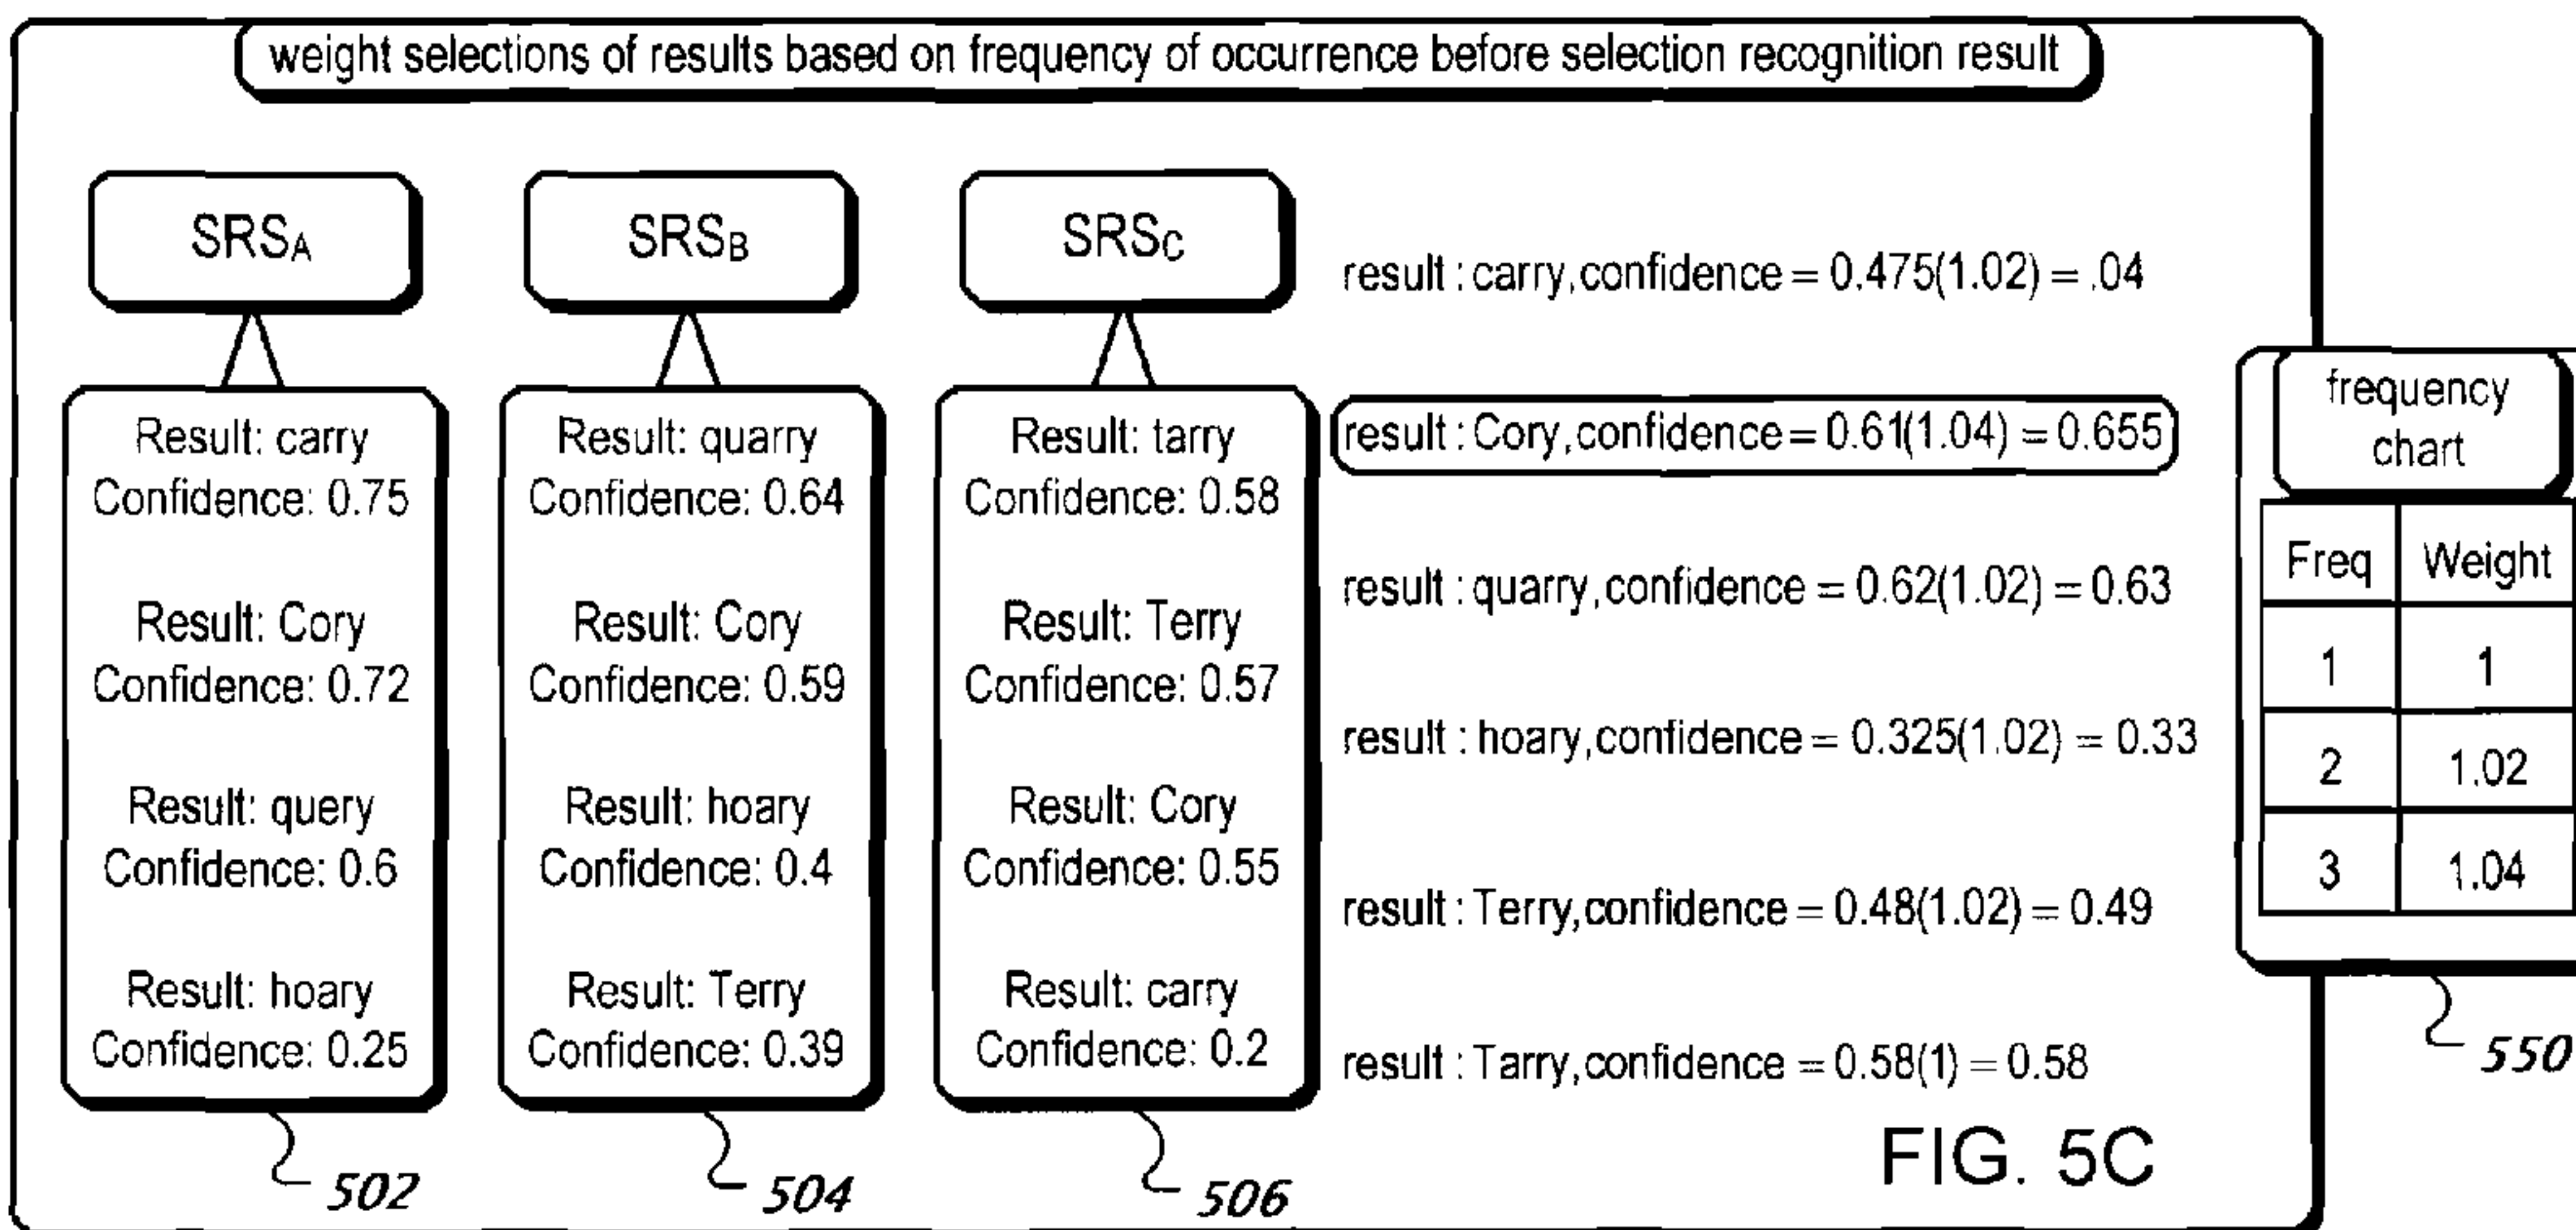 weight selections of results based on frequency of occurrence before selection recognition result
SRSA
Result: carry
Confidence: 0.75
Result: Cory
Confidence: 0.72
Result: query
Confidence: 0.6
Result: hoary
Confidence: 0.25
502
SRSB
Result: quarry
Confidence: 0.64
Result: Cory
Confidence: 0.59
Result: hoary
Confidence: 0.4
Result: Terry
Confidence: 0.39
504
SRSC
Result: tarry
Confidence: 0.58
Result: Terry
Confidence: 0.57
Result: Cory
Confidence: 0.55
Result: carry
Confidence: 0.2
506
result : carry,confidence = 0.475(1.02) = .04
result : Cory,confidence = 0.61(1.04) = 0.655
result : quarry,confidence = 0.62(1.02) = 0.63
result : hoary,confidence = 0.325(1.02) = 0.33
result : Terry,confidence = 0.48(1.02) = 0.49
result : Tarry,confidence = 0.58(1) = 0.58
frequency
chart
Freq Weight
1 1
2 1.02
3 1.04
550
FIG. 5C